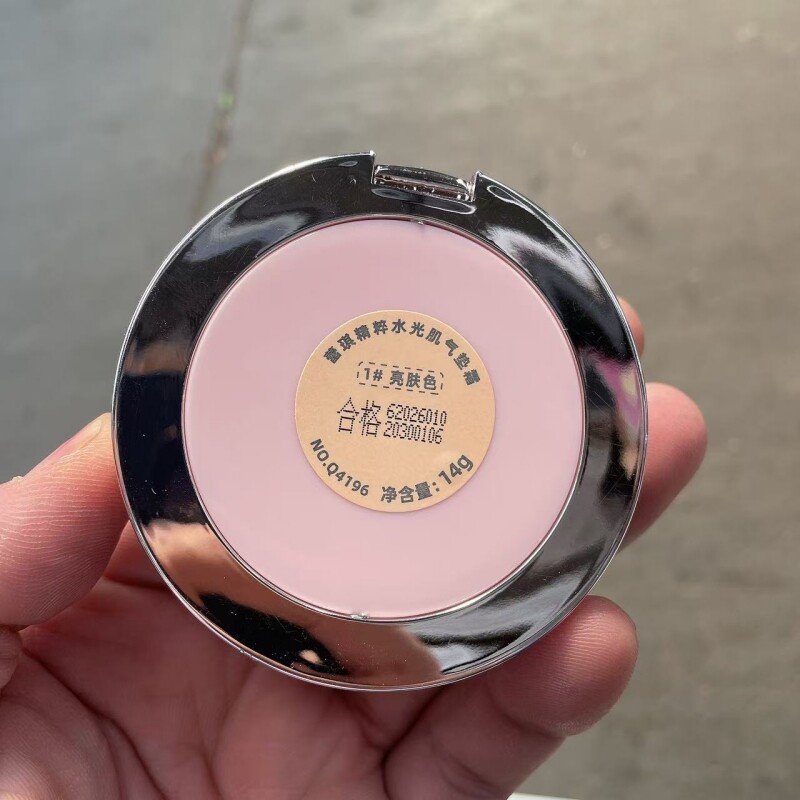 蕾琪精粹水光肌气垫霜
1# 亮肤色
合格 62026010
20300106
NO.Q4196 净含量:14g